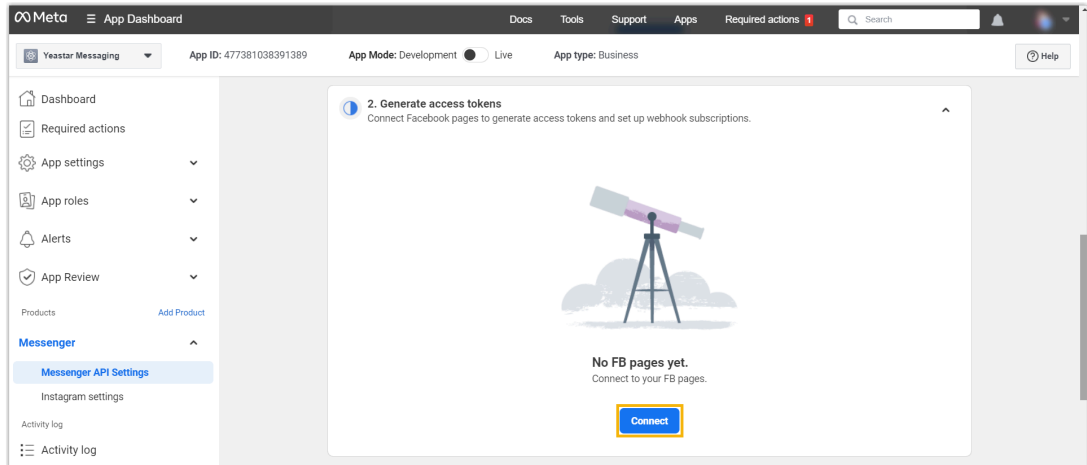 Meta App Dashboard Docs Tools Support Apps Required actions 1 Search
Yeastar Messaging App ID: 477381038391389 App Mode: Development Live App type: Business Help
Dashboard
Required actions
App settings
App roles
Alerts
App Review
Products Add Product
Messenger
Messenger API Settings
Instagram settings
Activity log
Activity log
2. Generate access tokens
Connect Facebook pages to generate access tokens and set up webhook subscriptions.
No FB pages yet.
Connect to your FB pages.
Connect